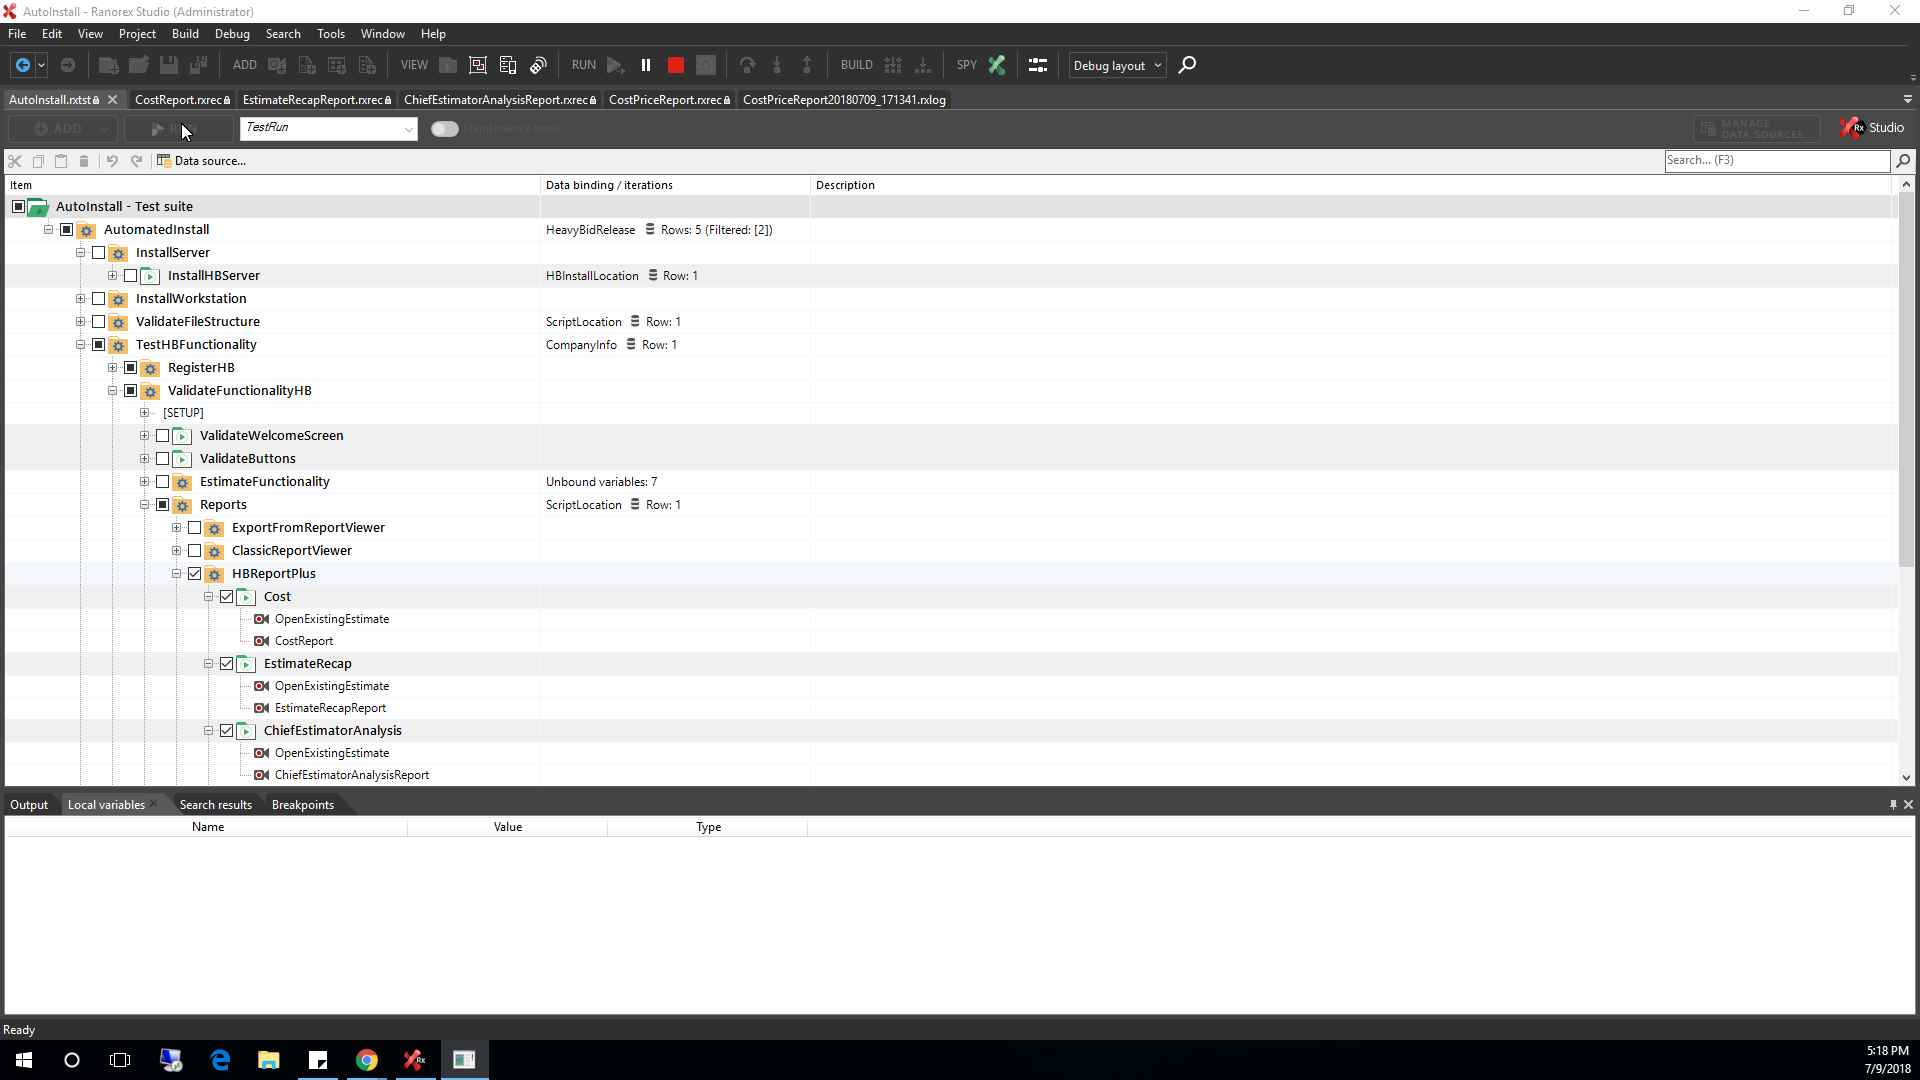 AutoInstall - Ranorex Studio (Administrator)
File Edit View Project Build Debug Search Tools Window Help
ADD VIEW RUN BUILD SPY Debug layout
AutoInstall.rxtst CostReport.rxrec EstimateRecapReport.rxrec ChiefEstimatorAnalysisReport.rxrec CostPriceReport.rxrec CostPriceReport20180709_171341.rxlog
ADD TestRun MANAGE DATA SOURCES Rx Studio
Data source... Search... (F3)
Item Data binding / iterations Description
AutoInstall - Test suite
AutomatedInstall HeavyBidRelease Rows: 5 (Filtered: [2])
InstallServer
InstallHBServer HBInstallLocation Row: 1
InstallWorkstation
ValidateFileStructure ScriptLocation Row: 1
TestHBFunctionality CompanyInfo Row: 1
RegisterHB
ValidateFunctionalityHB
[SETUP]
ValidateWelcomeScreen
ValidateButtons
EstimateFunctionality Unbound variables: 7
Reports ScriptLocation Row: 1
ExportFromReportViewer
ClassicReportViewer
HBReportPlus
Cost
OpenExistingEstimate
CostReport
EstimateRecap
OpenExistingEstimate
EstimateRecapReport
ChiefEstimatorAnalysis
OpenExistingEstimate
ChiefEstimatorAnalysisReport
Output Local variables Search results Breakpoints
Name Value Type
Ready
5:18 PM
7/9/2018